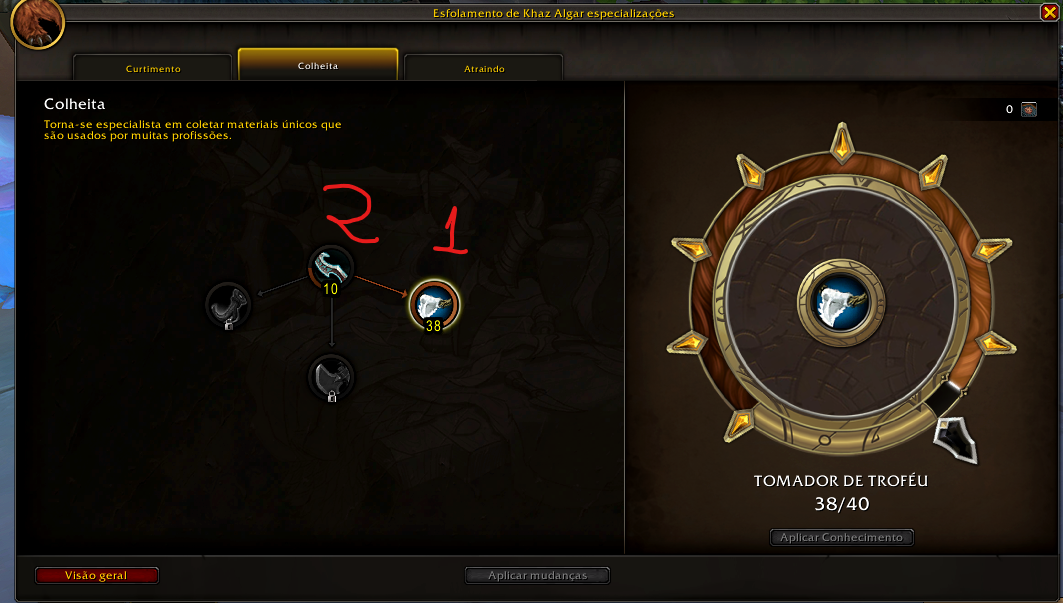 Esfolamento de Khaz Algar especializações
Curtimento
Colheita
Atraindo
Colheita
Torna-se especialista em coletar materiais únicos que
são usados por muitas profissões.
0
2
1
10
38
TOMADOR DE TROFÉU
38/40
Aplicar Conhecimento
Visão geral
Aplicar mudanças